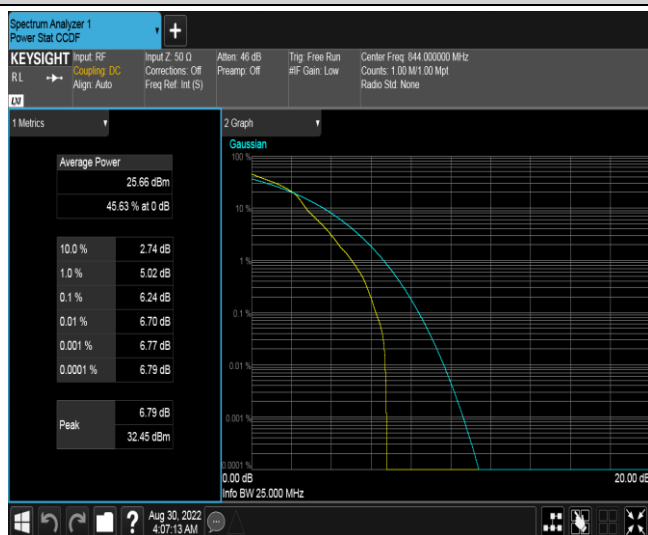 Spectrum Analyzer 1
Power Stat CCDF
KEYSIGHT
R L
LXI
Input: RF
Coupling: DC
Align: Auto
Input Z: 50 Ω
Corrections: Off
Freq Ref: Int (S)
Atten: 46 dB
Preamp: Off
Trig: Free Run
#IF Gain: Low
Center Freq: 844.000000 MHz
Counts: 1.00 M/1.00 Mpt
Radio Std: None
1 Metrics
Average Power
25.66 dBm
45.63 % at 0 dB
10.0 % 2.74 dB
1.0 % 5.02 dB
0.1 % 6.24 dB
0.01 % 6.70 dB
0.001 % 6.77 dB
0.0001 % 6.79 dB
Peak
6.79 dB
32.45 dBm
2 Graph
Gaussian
100 %
10 %
1 %
0.1 %
0.01 %
0.001 %
0.0001 %
0.00 dB 20.00 dB
Info BW 25.000 MHz
?
Aug 30, 2022
4:07:13 AM